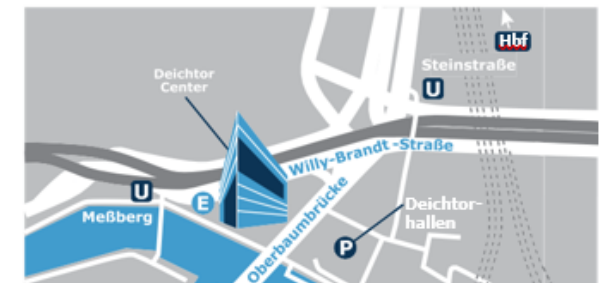 Hbf
Steinstraße
U
Deichtor
Center
Willy-Brandt -Straße
U
Meßberg
E
Oberbaumbrücke
Deichtor-
hallen
P